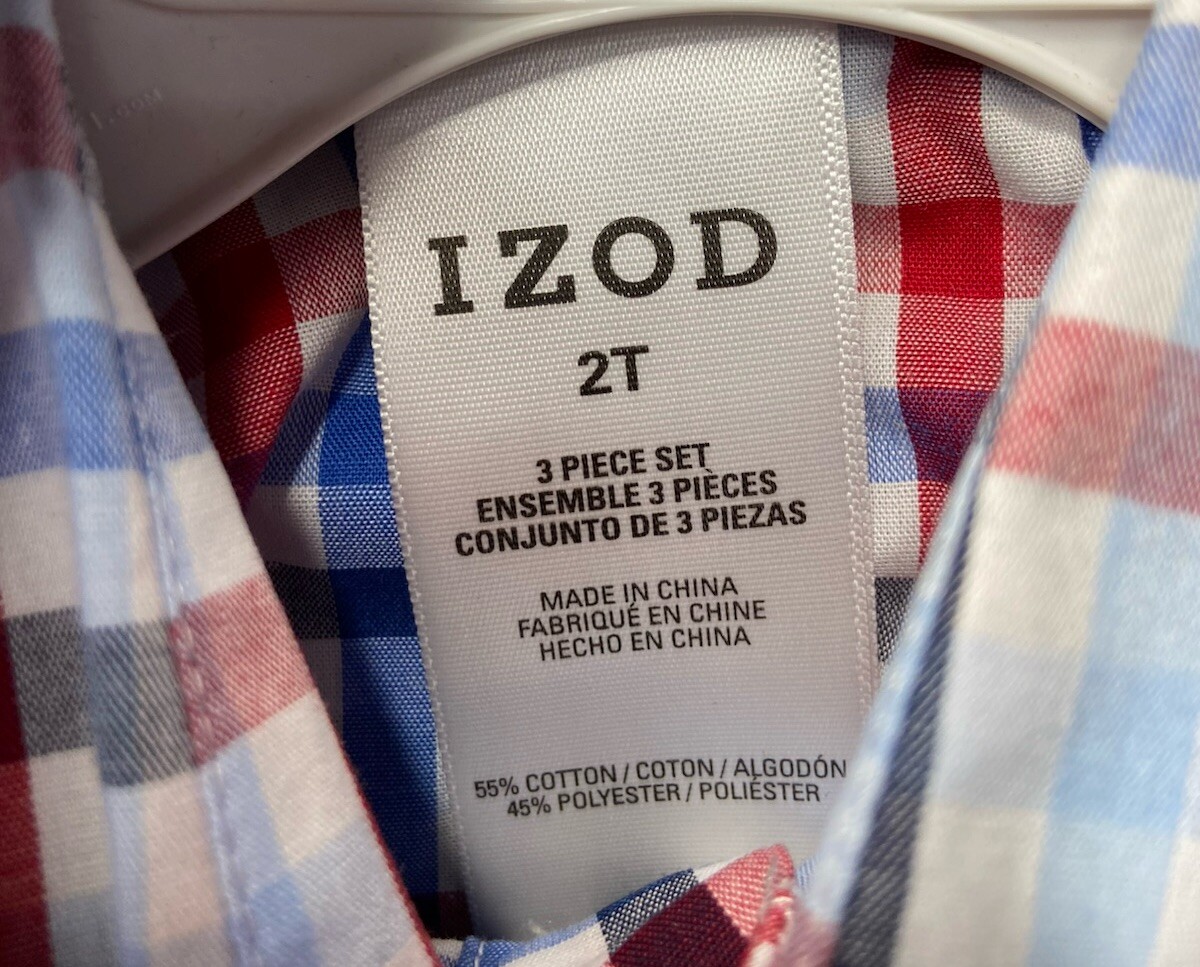 IZOD
2T
3 PIECE SET
ENSEMBLE 3 PIÈCES
CONJUNTO DE 3 PIEZAS
MADE IN CHINA
FABRIQUÉ EN CHINE
HECHO EN CHINA
55% COTTON / COTON / ALGODÓN
45% POLYESTER / POLIÉSTER